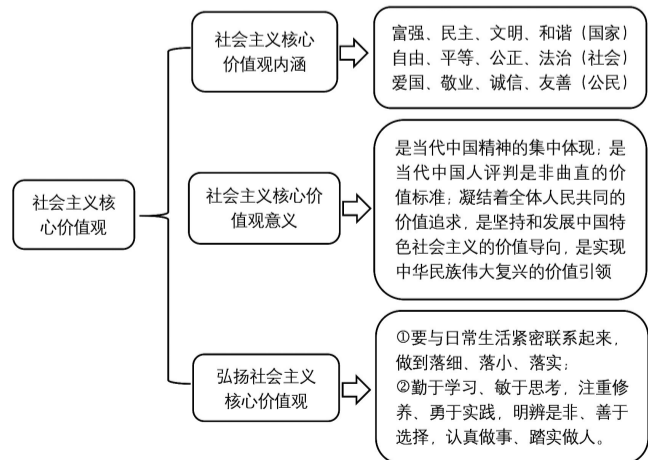 社会主义核
心价值观
社会主义核心
价值观内涵
富强、民主、文明、和谐（国家）
自由、平等、公正、法治（社会）
爱国、敬业、诚信、友善（公民）
社会主义核心价
值观意义
是当代中国精神的集中体现；是
当代中国人评判是非曲直的价
值标准；凝结着全体人民共同的
价值追求，是坚持和发展中国特
色社会主义的价值导向，是实现
中华民族伟大复兴的价值引领
弘扬社会主义
核心价值观
①要与日常生活紧密联系起来，
做到落细、落小、落实；
②勤于学习、敏于思考，注重修
养、勇于实践，明辨是非、善于
选择，认真做事、踏实做人。